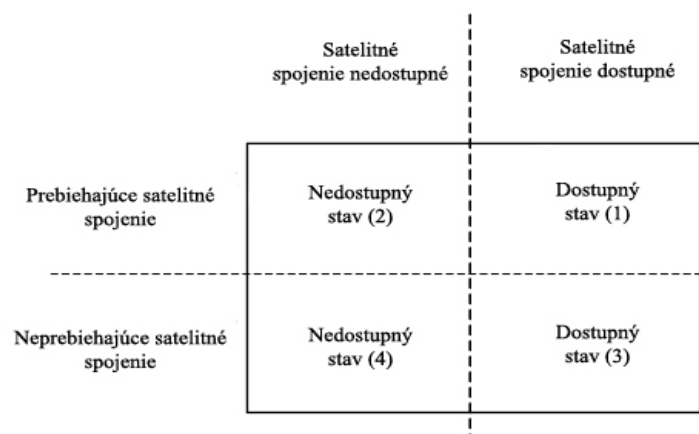 Satelitné
spojenie nedostupné
Satelitné
spojenie dostupné
Prebiehajúce satelitné
spojenie
Nedostupný
stav (2)
Dostupný
stav (1)
Neprebiehajúce satelitné
spojenie
Nedostupný
stav (4)
Dostupný
stav (3)